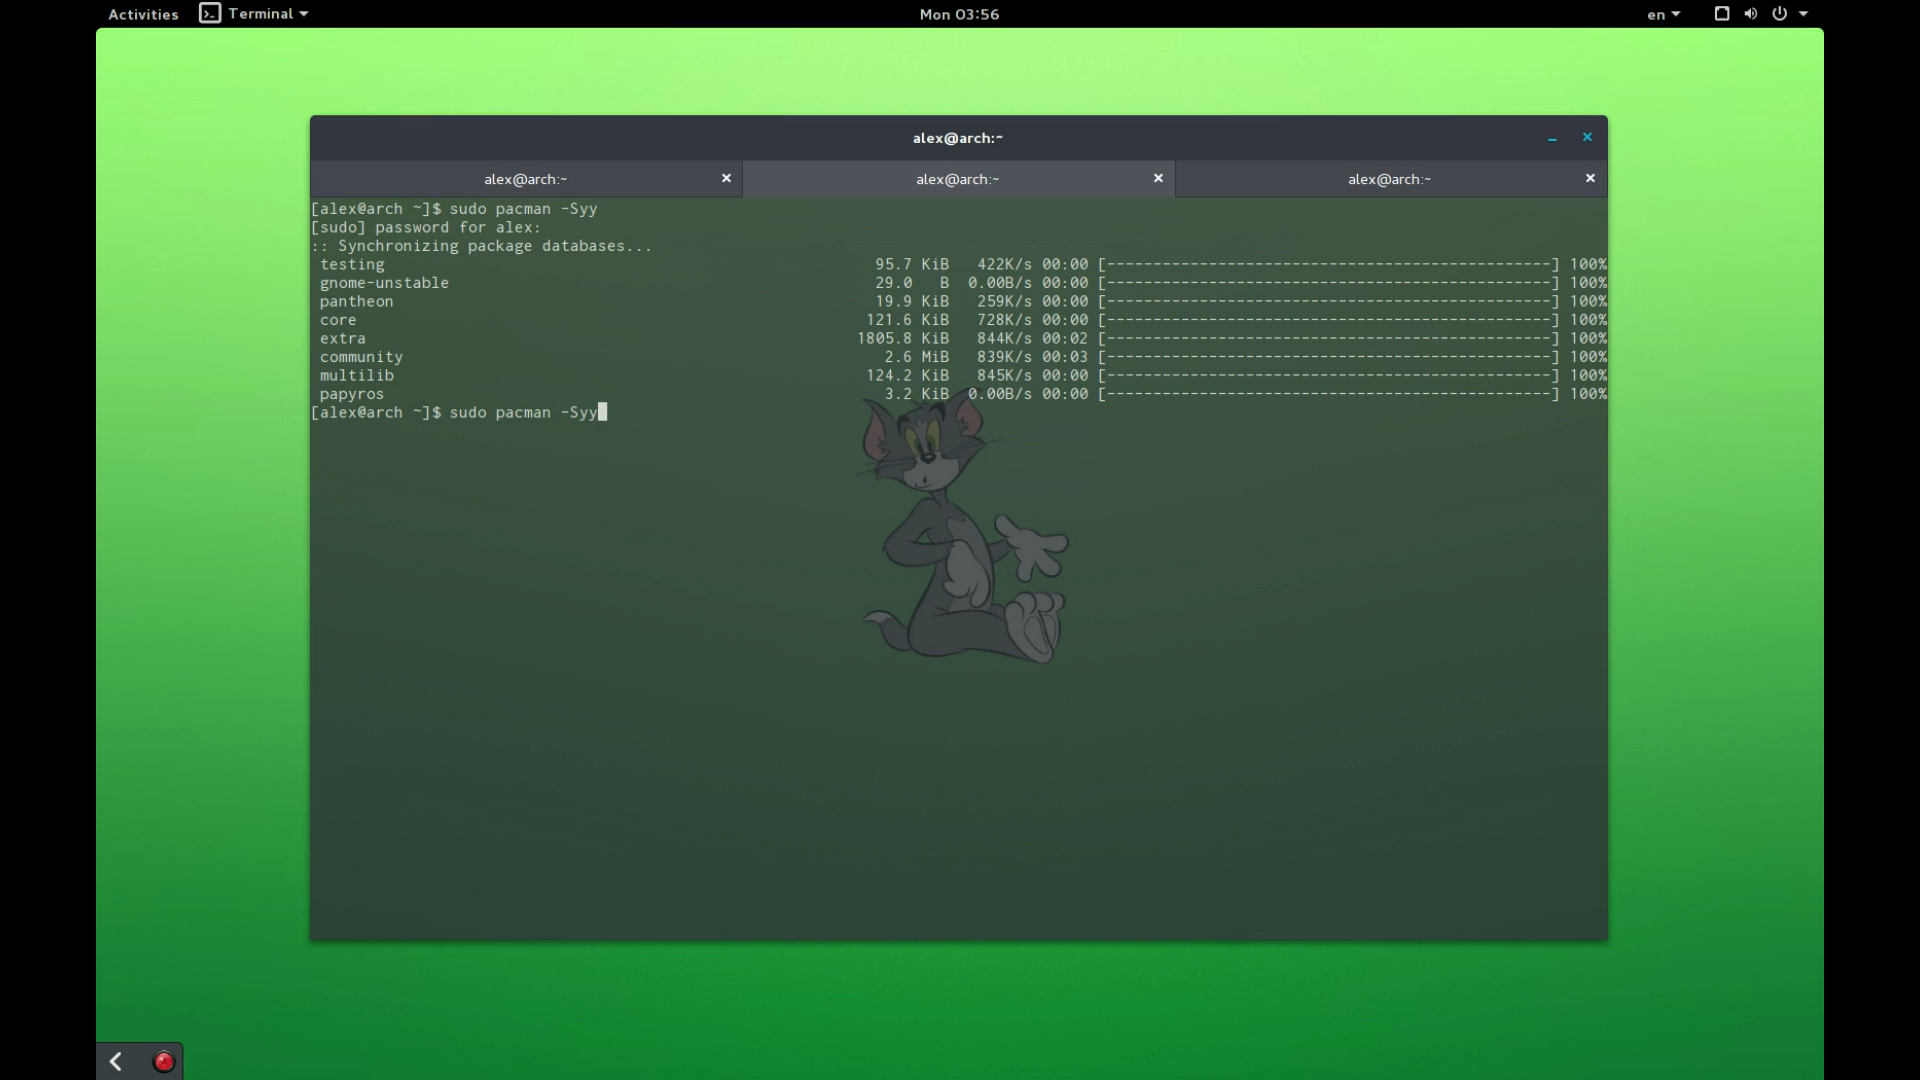 Activities Terminal Mon 03:56 en
alex@arch:~
alex@arch:~ alex@arch:~ alex@arch:~
[alex@arch ~]$ sudo pacman -Syy
[sudo] password for alex:
:: Synchronizing package databases...
testing 95.7 KiB 422K/s 00:00 [------------------------------------------------] 100%
gnome-unstable 29.0 B 0.00B/s 00:00 [------------------------------------------------] 100%
pantheon 19.9 KiB 259K/s 00:00 [------------------------------------------------] 100%
core 121.6 KiB 728K/s 00:00 [------------------------------------------------] 100%
extra 1805.8 KiB 844K/s 00:02 [------------------------------------------------] 100%
community 2.6 MiB 839K/s 00:03 [------------------------------------------------] 100%
multilib 124.2 KiB 845K/s 00:00 [------------------------------------------------] 100%
papyros 3.2 KiB 0.00B/s 00:00 [------------------------------------------------] 100%
[alex@arch ~]$ sudo pacman -Syy